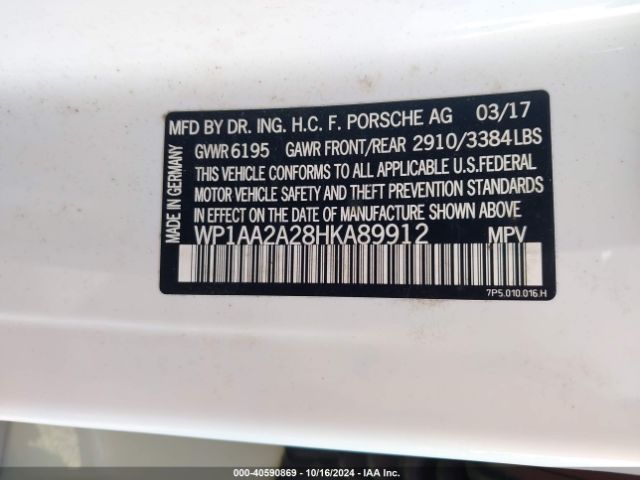 MFD BY DR. ING. H.C. F. PORSCHE AG 03/17
MADE IN GERMANY
GVWR 6195 GAWR FRONT/REAR 2910/3384 LBS
THIS VEHICLE CONFORMS TO ALL APPLICABLE U.S. FEDERAL
MOTOR VEHICLE SAFETY AND THEFT PREVENTION STANDARDS
IN EFFECT ON THE DATE OF MANUFACTURE SHOWN ABOVE
WP1AA2A28HKA89912 MPV
7P5.010.016.H
000-40590869 - 10/16/2024 - IAAI.COM